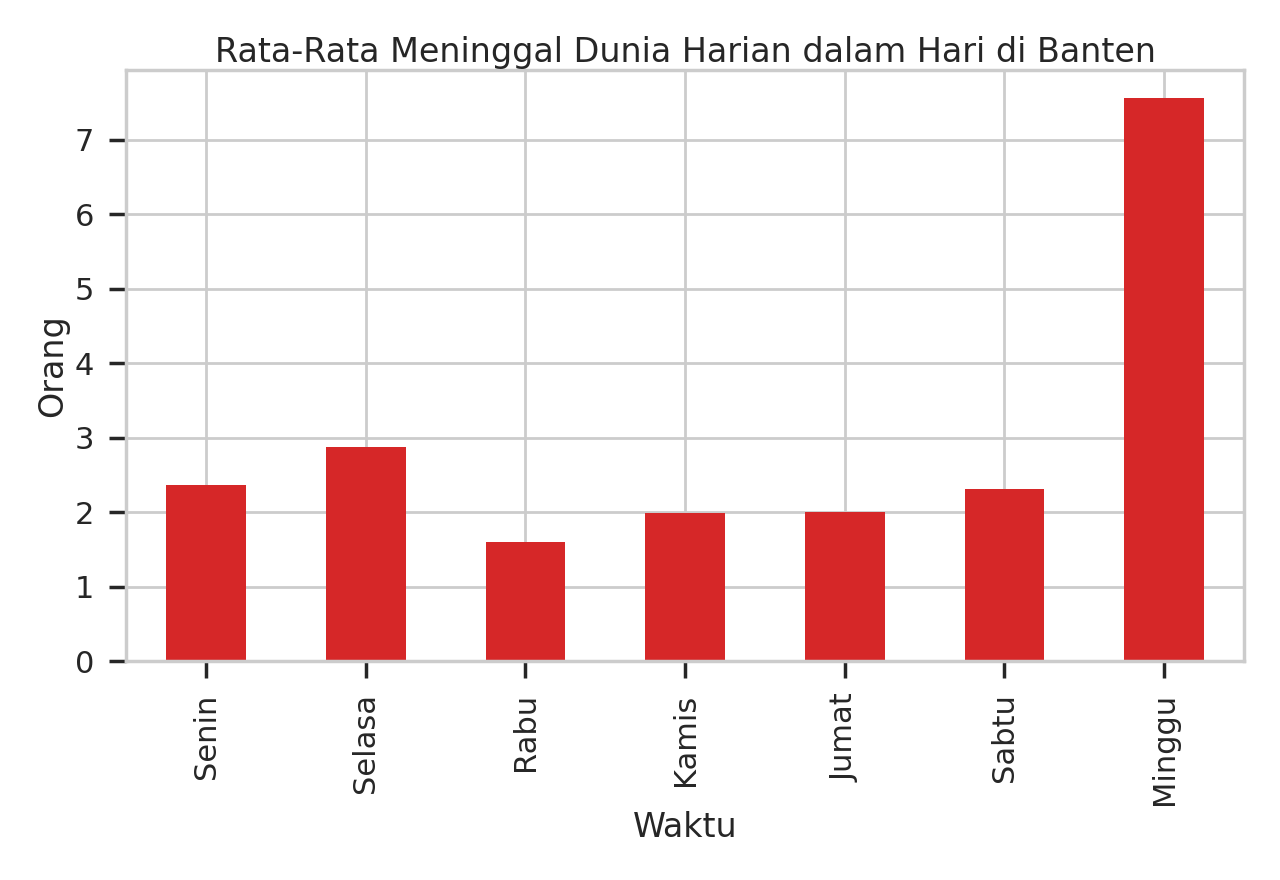 Rata-Rata Meninggal Dunia Harian dalam Hari di Banten
Orang
7
6
5
4
3
2
1
0
Senin
Selasa
Rabu
Kamis
Jumat
Sabtu
Minggu
Waktu